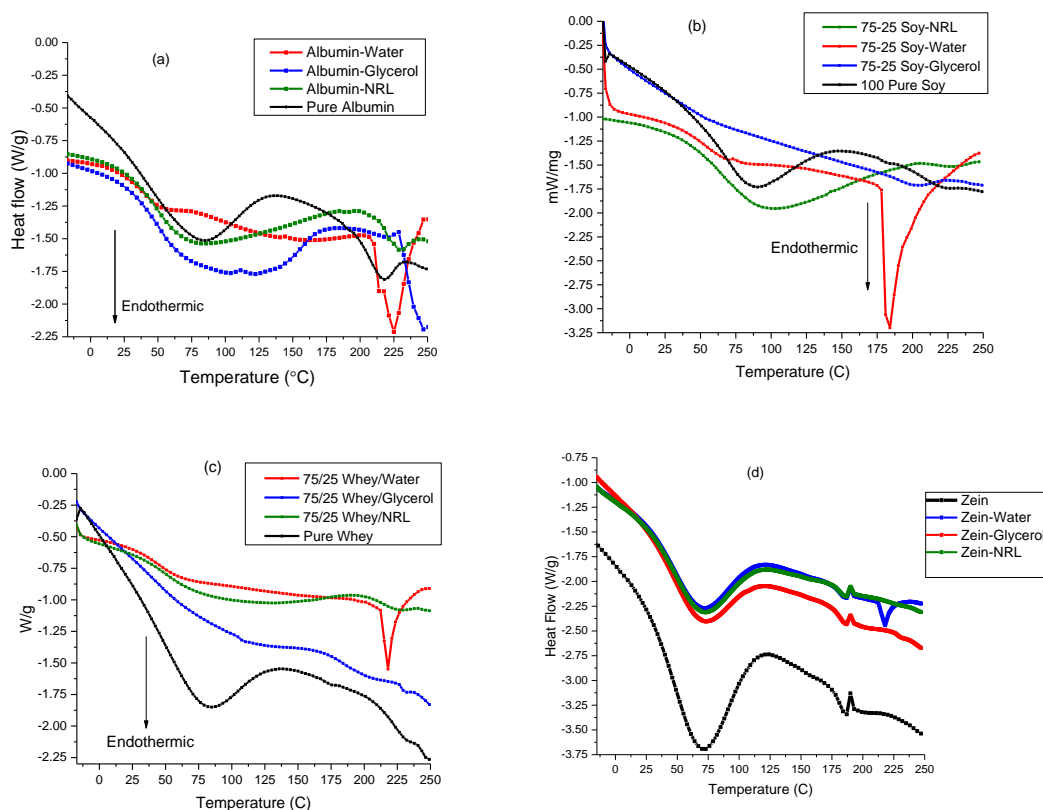 (a)
Albumin-Water
Albumin-Glycerol
Albumin-NRL
Pure Albumin
0.00
-0.25
-0.50
-0.75
-1.00
-1.25
-1.50
-1.75
-2.00
-2.25
Heat flow (W/g)
Endothermic
0 25 50 75 100 125 150 175 200 225 250
Temperature (°C)
(b)
75-25 Soy-NRL
75-25 Soy-Water
75-25 Soy-Glycerol
100 Pure Soy
0.00
-0.25
-0.50
-0.75
-1.00
-1.25
-1.50
-1.75
-2.00
-2.25
-2.50
-2.75
-3.00
-3.25
mW/mg
Endothermic
0 25 50 75 100 125 150 175 200 225 250
Temperature (C)
(c)
75/25 Whey/Water
75/25 Whey/Glycerol
75/25 Whey/NRL
Pure Whey
0.00
-0.25
-0.50
-0.75
-1.00
-1.25
-1.50
-1.75
-2.00
-2.25
W/g
Endothermic
0 25 50 75 100 125 150 175 200 225 250
Temperature (C)
(d)
Zein
Zein-Water
Zein-Glycerol
Zein-NRL
-0.75
-1.00
-1.25
-1.50
-1.75
-2.00
-2.25
-2.50
-2.75
-3.00
-3.25
-3.50
-3.75
Heat Flow (W/g)
0 25 50 75 100 125 150 175 200 225 250
Temperature (C)